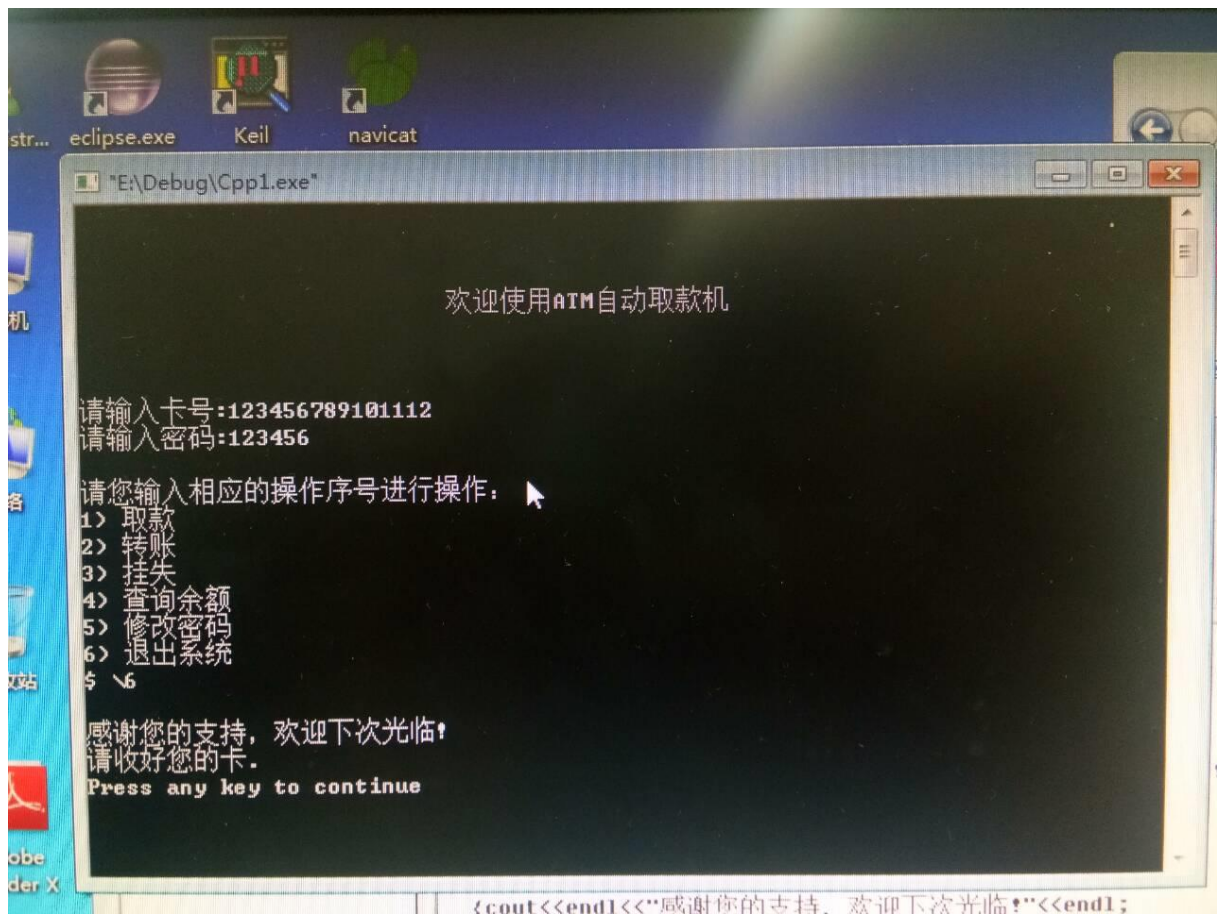 str...
eclipse.exe
Keil
navicat
"E:\Debug\Cpp1.exe"
欢迎使用ATM自动取款机
请输入卡号:123456789101112
请输入密码:123456
请您输入相应的操作序号进行操作：
1> 取款
2> 转账
3> 挂失
4> 查询余额
5> 修改密码
6> 退出系统
$ \6
感谢您的支持，欢迎下次光临!
请收好您的卡.
Press any key to continue
机
络
站
obe
der X
{cout<<endl<<"感谢您的支持，欢迎下次光临!"<<endl;